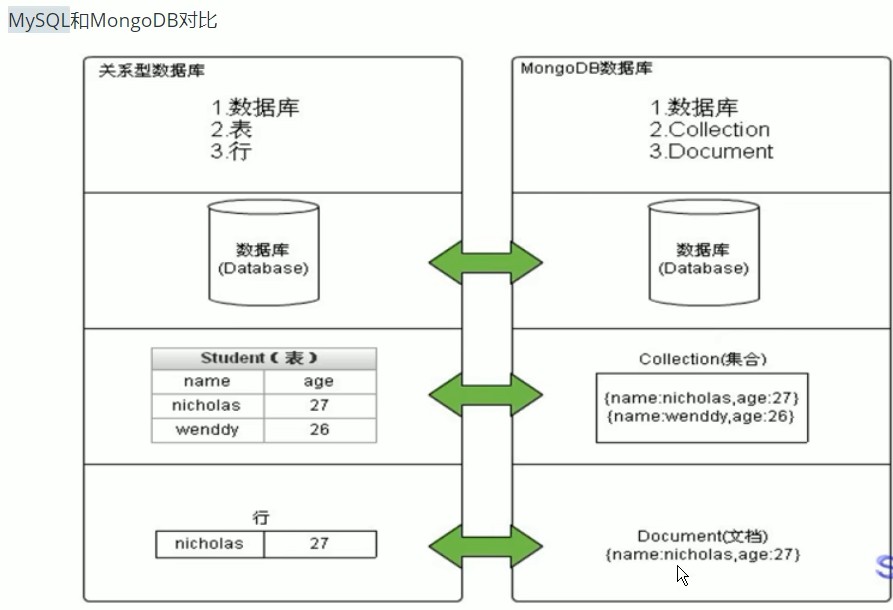 MySQL和MongoDB对比
关系型数据库
1.数据库
2.表
3.行
MongoDB数据库
1.数据库
2.Collection
3.Document
数据库
(Database)
数据库
(Database)
Student（表）
name age
nicholas 27
wenddy 26
Collection(集合)
{name:nicholas,age:27}
{name:wenddy,age:26}
行
nicholas 27
Document(文档)
{name:nicholas,age:27}
S